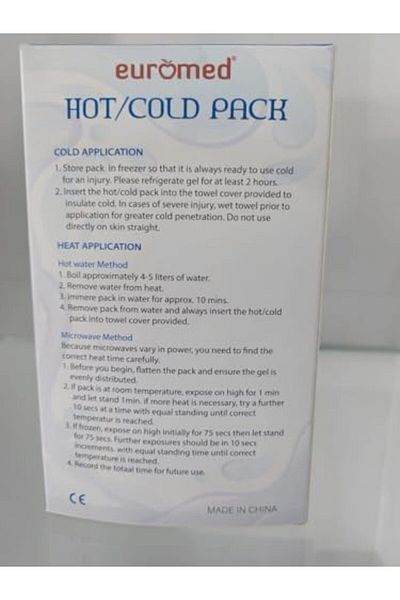 euromed®
HOT/COLD PACK
COLD APPLICATION
1. Store pack. In freezer so that it is always ready to use cold
for an injury. Please refrigerate gel for at least 2 hours.
2. Insert the hot/cold pack into the towel cover provided to
insulate cold. In cases of severe injury, wet towel prior to
application for greater cold penetration. Do not use
directly on skin straight.
HEAT APPLICATION
Hot water Method
1. Boil approximately 4-5 liters of water.
2. Remove water from heat.
3. Immere pack in water for approx. 10 mins.
4. Remove pack from water and always insert the hot/cold
pack into towel cover provided.
Microwave Method
Because microwaves vary in power, you need to find the
correct heat time carefully.
1. Before you begin, flatten the pack and ensure the gel is
evenly distributed.
2. If pack is at room temperature, expose on high for 1 min
and let stand 1min. if more heat is necessary, try a further
10 secs at a time with equal standing until correct
temperatur is reached.
3. If frozen, expose on high initially for 75 secs then let stand
for 75 secs. Further exposures should be in 10 secs
increments. with equal standing time until correct
temperature is reached.
4. Record the totaal time for future use.
CE
MADE IN CHINA